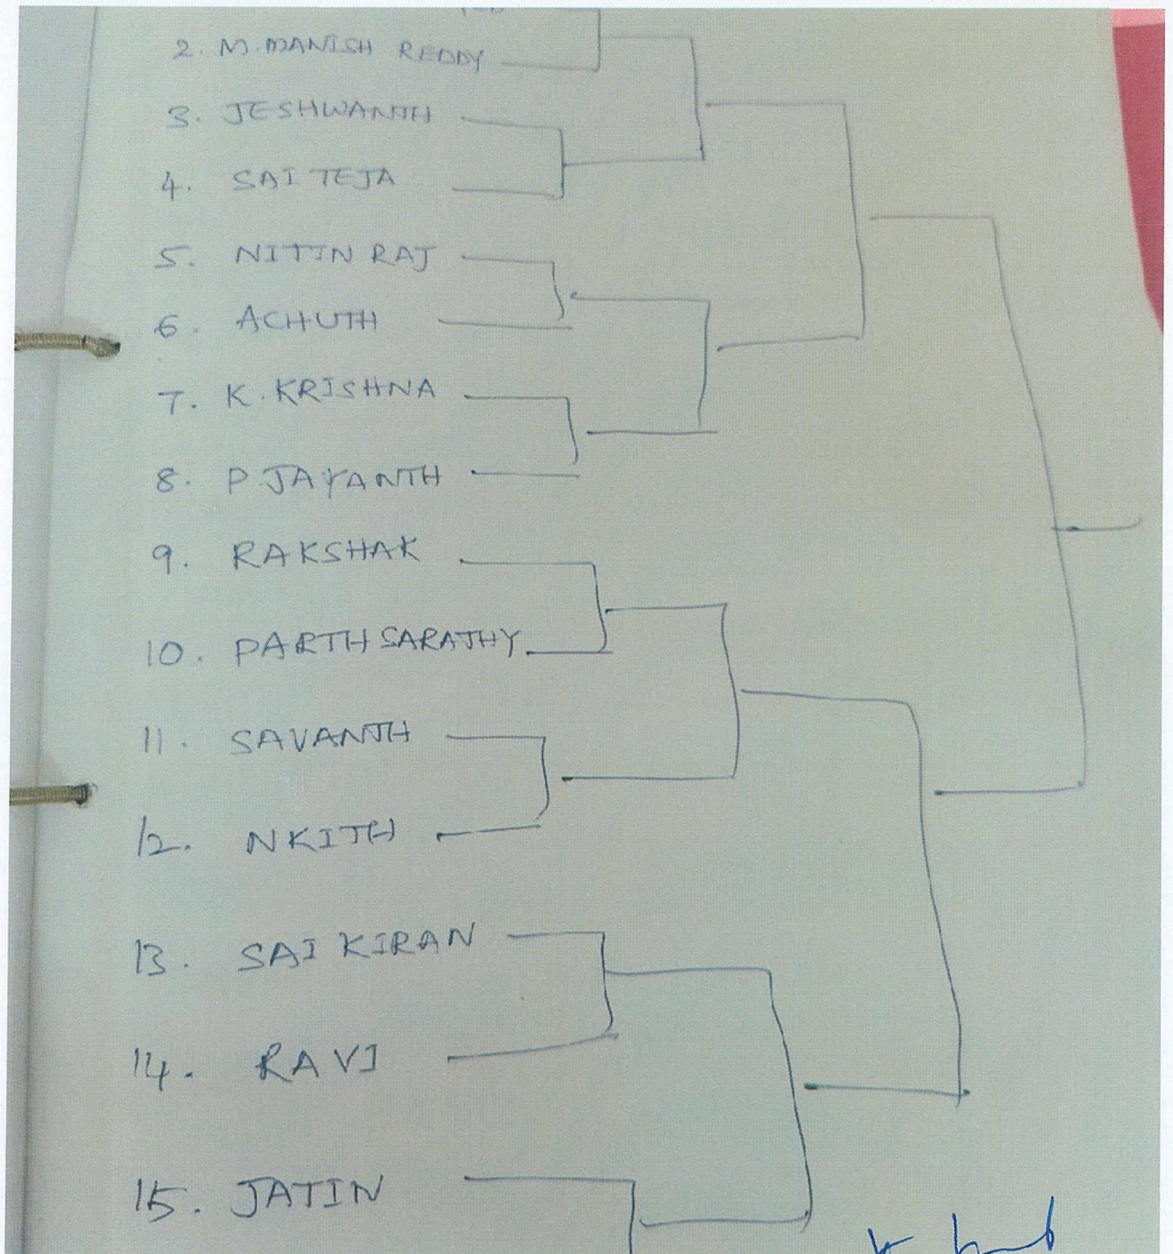 2. M. MANISH REDDY
3. JESHWANTH
4. SAI TEJA
5. NITIN RAJ
6. ACHUTH
7. K. KRISHNA
8. P JAYANTH
9. RAKSHAK
10. PARTH SARATHY
11. SAVANTH
12. NKITH
13. SAI KIRAN
14. RAVI
15. JATIN